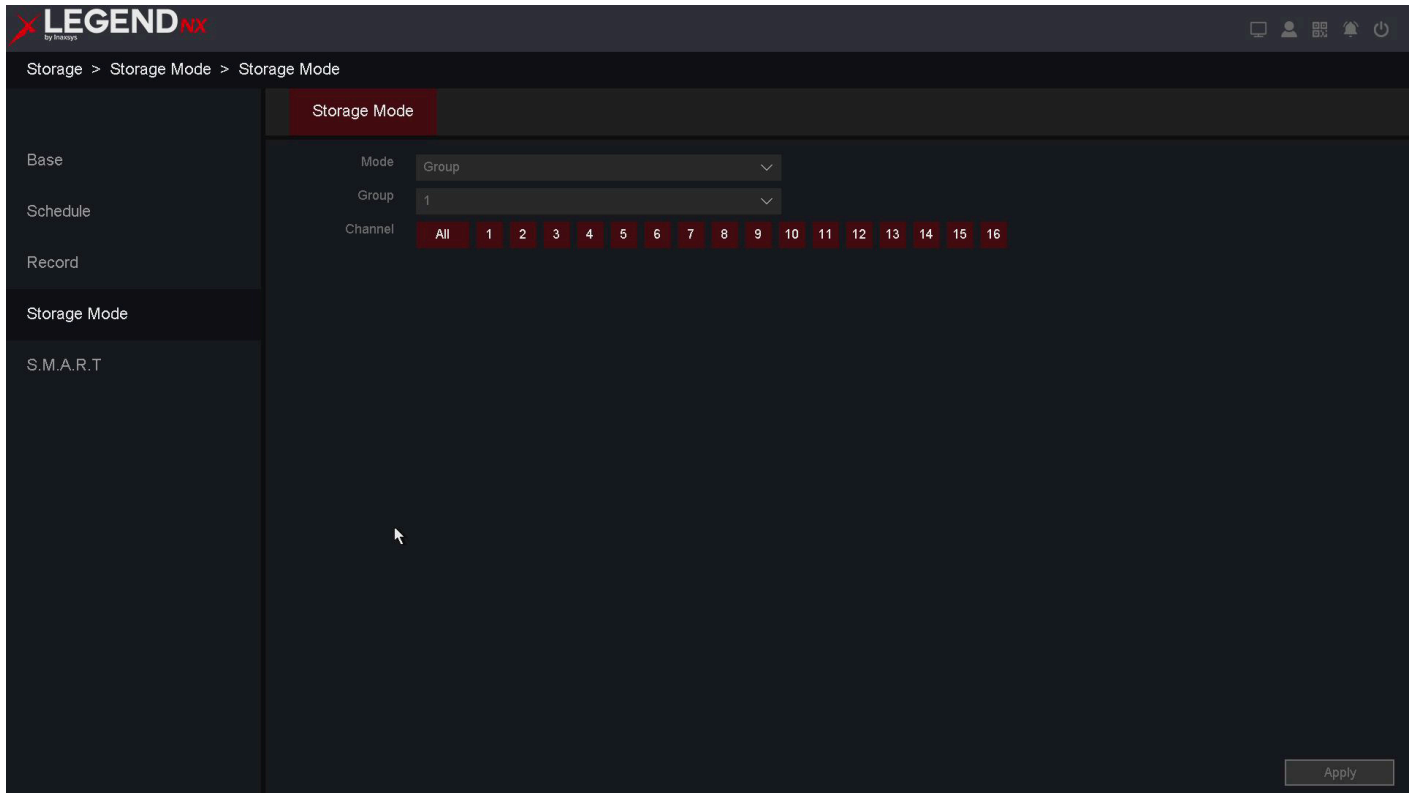 LEGEND NX
by Inaxsys
Storage > Storage Mode > Storage Mode
Storage Mode
Base
Schedule
Record
Storage Mode
S.M.A.R.T
Mode Group
Group 1
Channel All 1 2 3 4 5 6 7 8 9 10 11 12 13 14 15 16
Apply